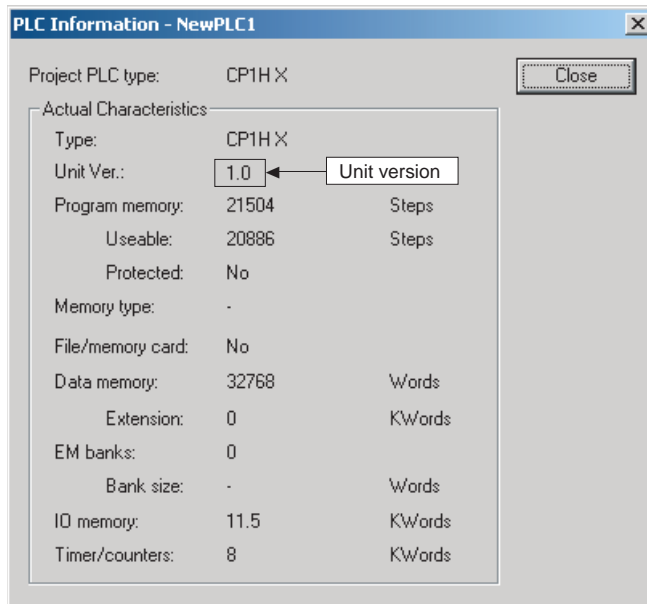 PLC Information - NewPLC1
Project PLC type: CP1H X Close
Actual Characteristics
Type: CP1H X
Unit Ver.: 1.0 Unit version
Program memory: 21504 Steps
Useable: 20886 Steps
Protected: No
Memory type: -
File/memory card: No
Data memory: 32768 Words
Extension: 0 KWords
EM banks: 0
Bank size: - Words
IO memory: 11.5 KWords
Timer/counters: 8 KWords